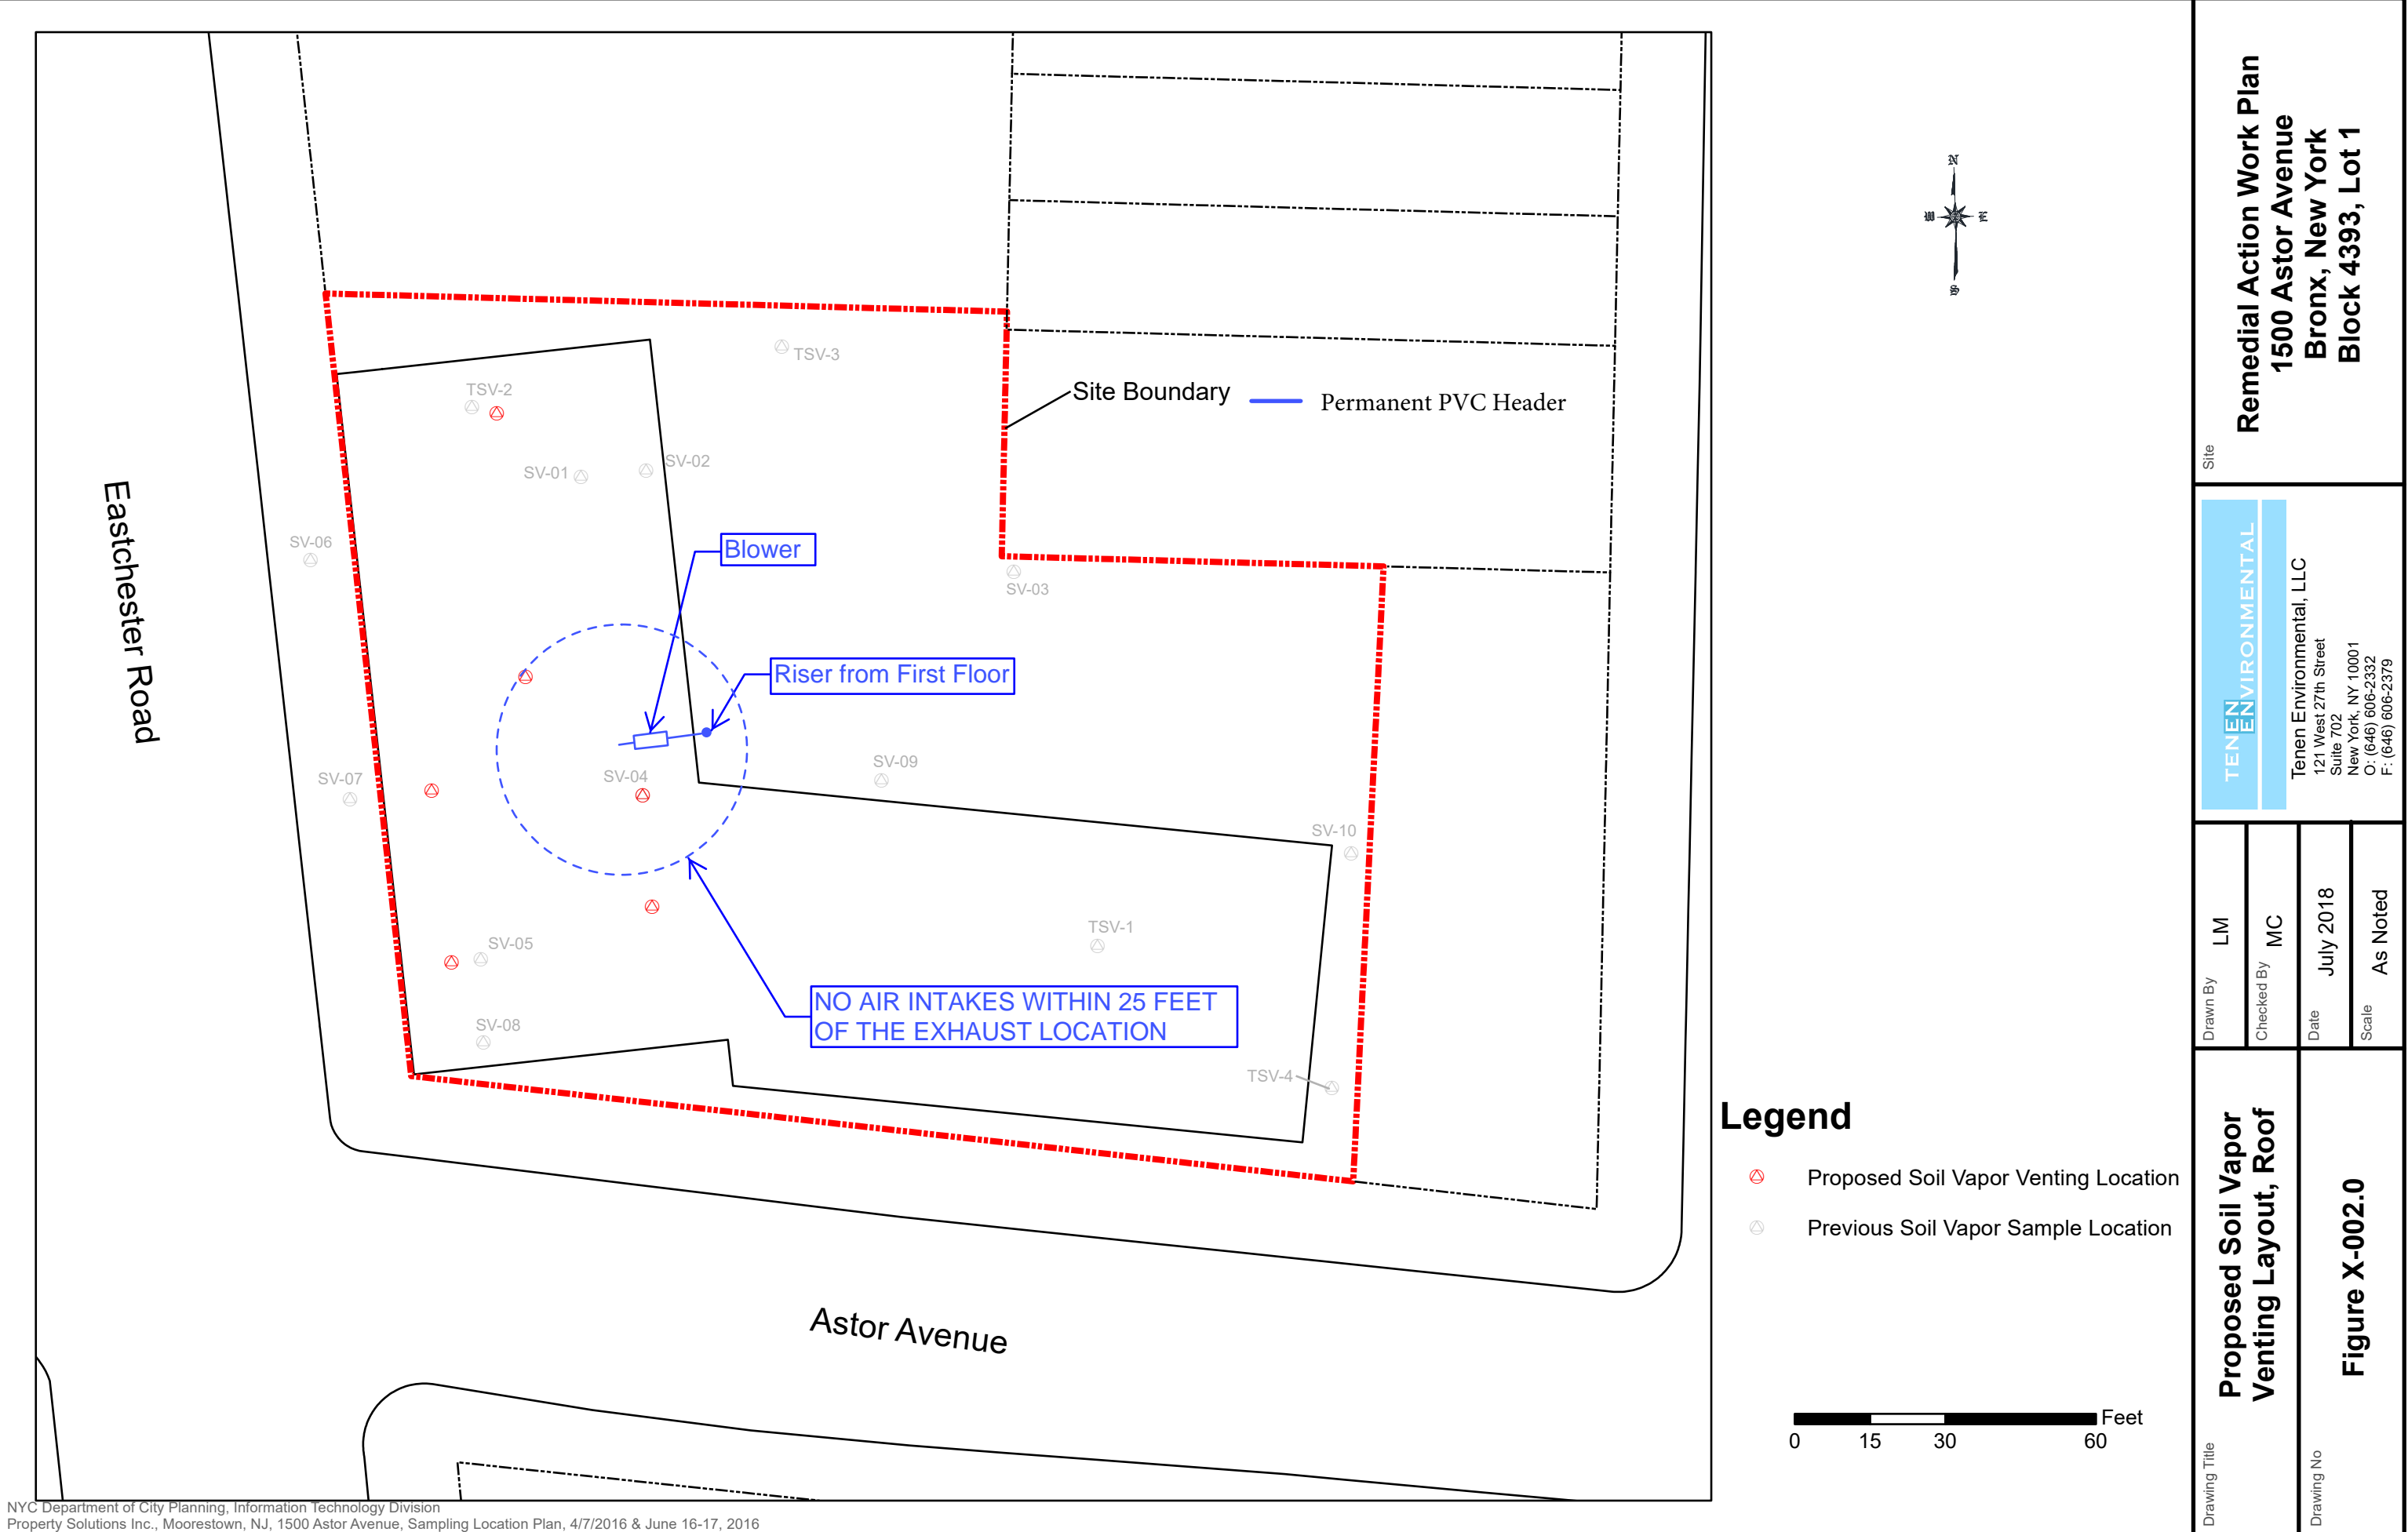 TSV-3
TSV-2
SV-01
SV-02
Site Boundary
Permanent PVC Header
Eastchester Road
SV-06
Blower
SV-03
Riser from First Floor
SV-07
SV-04
SV-09
SV-10
TSV-1
SV-05
NO AIR INTAKES WITHIN 25 FEET
OF THE EXHAUST LOCATION
SV-08
TSV-4
Astor Avenue
N
W
E
S
Legend
Proposed Soil Vapor Venting Location
Previous Soil Vapor Sample Location
Feet
0 15 30 60
NYC Department of City Planning, Information Technology Division
Property Solutions Inc., Moorestown, NJ, 1500 Astor Avenue, Sampling Location Plan, 4/7/2016 & June 16-17, 2016
Site
Remedial Action Work Plan
1500 Astor Avenue
Bronx, New York
Block 4393, Lot 1
TENEN
ENVIRONMENTAL
Tenen Environmental, LLC
121 West 27th Street
Suite 702
New York, NY 10001
O: (646) 606-2332
F: (646) 606-2379
Drawn By LM
Checked By MC
Date July 2018
Scale As Noted
Drawing Title
Proposed Soil Vapor
Venting Layout, Roof
Drawing No
Figure X-002.0